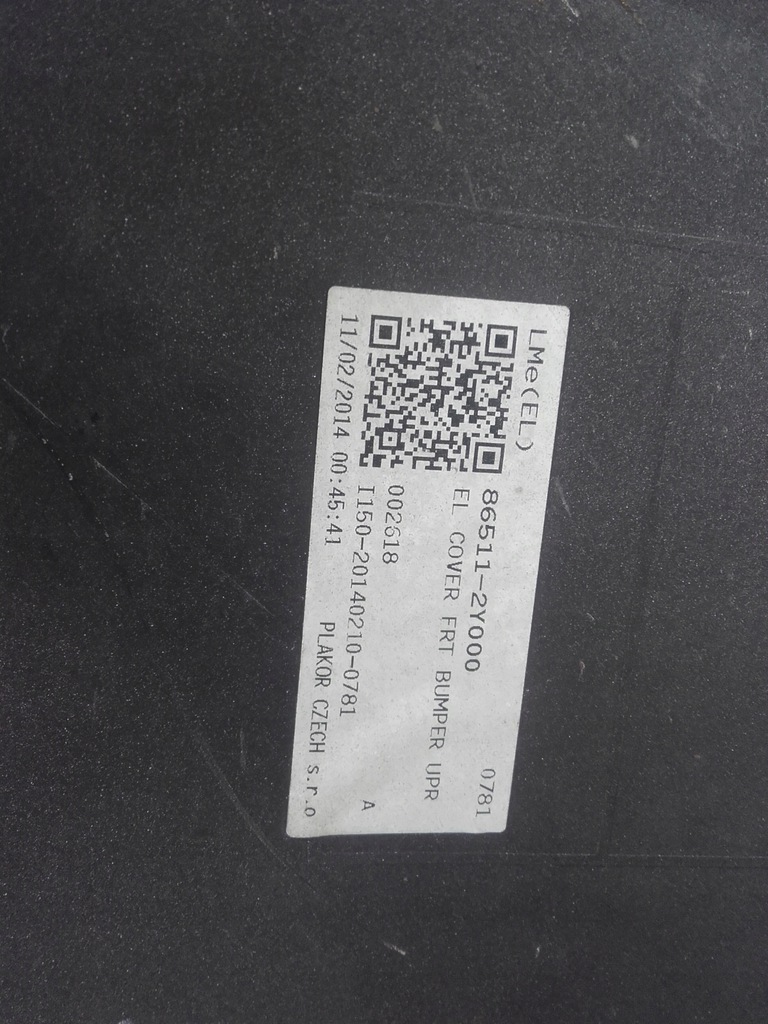 LMe(EL)
86511-2Y000 0781
EL COVER FRT BUMPER UPR
002618
I150-20140210-0781 A
11/02/2014 00:45:41 PLAKOR CZECH s.r.o